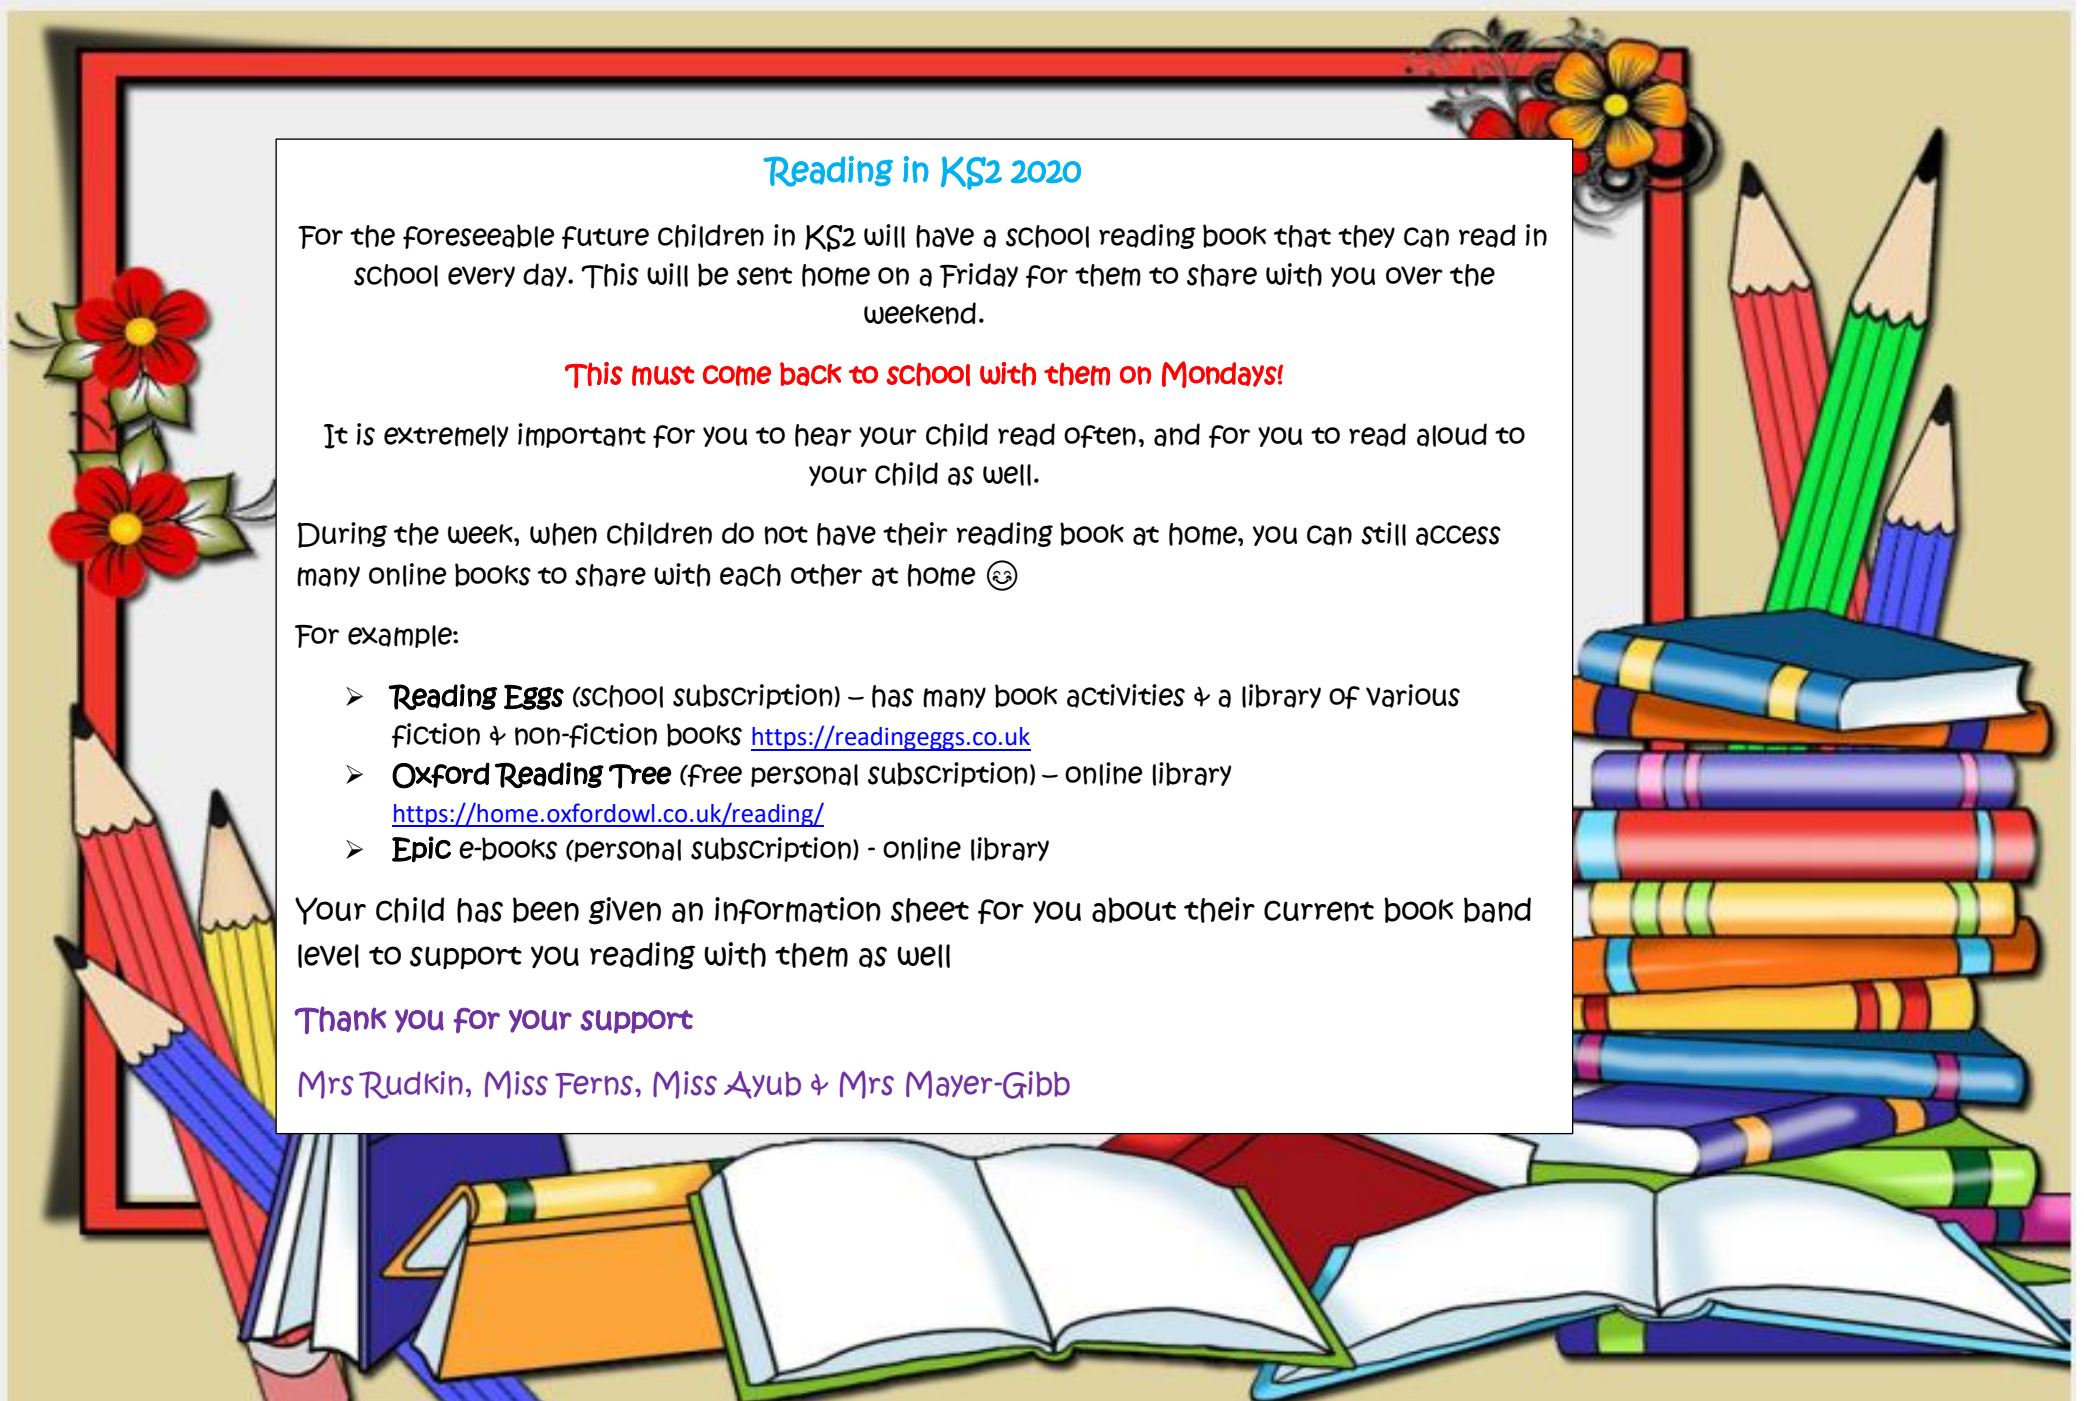 Reading in KS2 2020
For the foreseeable future children in KS2 will have a school reading book that they can read in
school every day. This will be sent home on a Friday for them to share with you over the
weekend.
This must come back to school with them on Mondays!
It is extremely important for you to hear your child read often, and for you to read aloud to
your child as well.
During the week, when children do not have their reading book at home, you can still access
many online books to share with each other at home 😊
For example:
➢ Reading Eggs (school subscription) – has many book activities & a library of various
fiction & non-fiction books https://readingeggs.co.uk
➢ Oxford Reading Tree (free personal subscription) – online library
https://home.oxfordowl.co.uk/reading/
➢ Epic e-books (personal subscription) - online library
Your child has been given an information sheet for you about their current book band
level to support you reading with them as well
Thank you for your support
Mrs Rudkin, Miss Ferns, Miss Ayub & Mrs Mayer-Gibb